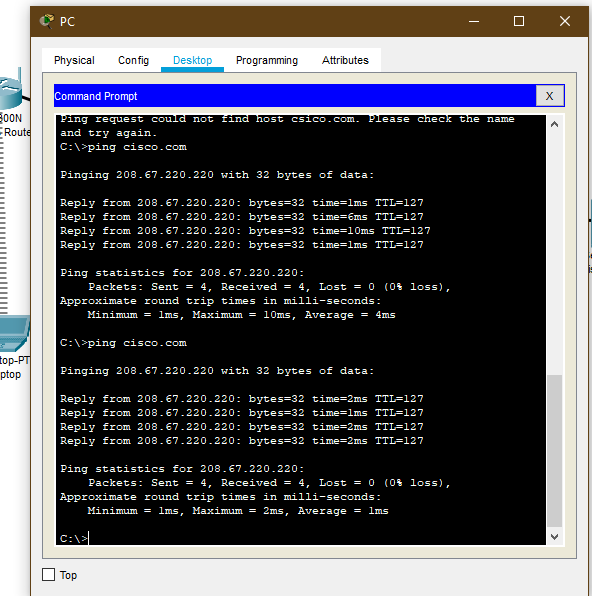 PC
Physical Config Desktop Programming Attributes
Command Prompt X
Ping request could not find host csico.com. Please check the name
and try again.
C:\>ping cisco.com
Pinging 208.67.220.220 with 32 bytes of data:
Reply from 208.67.220.220: bytes=32 time=1ms TTL=127
Reply from 208.67.220.220: bytes=32 time=6ms TTL=127
Reply from 208.67.220.220: bytes=32 time=10ms TTL=127
Reply from 208.67.220.220: bytes=32 time=1ms TTL=127
Ping statistics for 208.67.220.220:
Packets: Sent = 4, Received = 4, Lost = 0 (0% loss),
Approximate round trip times in milli-seconds:
Minimum = 1ms, Maximum = 10ms, Average = 4ms
C:\>ping cisco.com
Pinging 208.67.220.220 with 32 bytes of data:
Reply from 208.67.220.220: bytes=32 time=2ms TTL=127
Reply from 208.67.220.220: bytes=32 time=1ms TTL=127
Reply from 208.67.220.220: bytes=32 time=2ms TTL=127
Reply from 208.67.220.220: bytes=32 time=2ms TTL=127
Ping statistics for 208.67.220.220:
Packets: Sent = 4, Received = 4, Lost = 0 (0% loss),
Approximate round trip times in milli-seconds:
Minimum = 1ms, Maximum = 2ms, Average = 1ms
C:\>
Top
00N
Route
top-PT
ptop